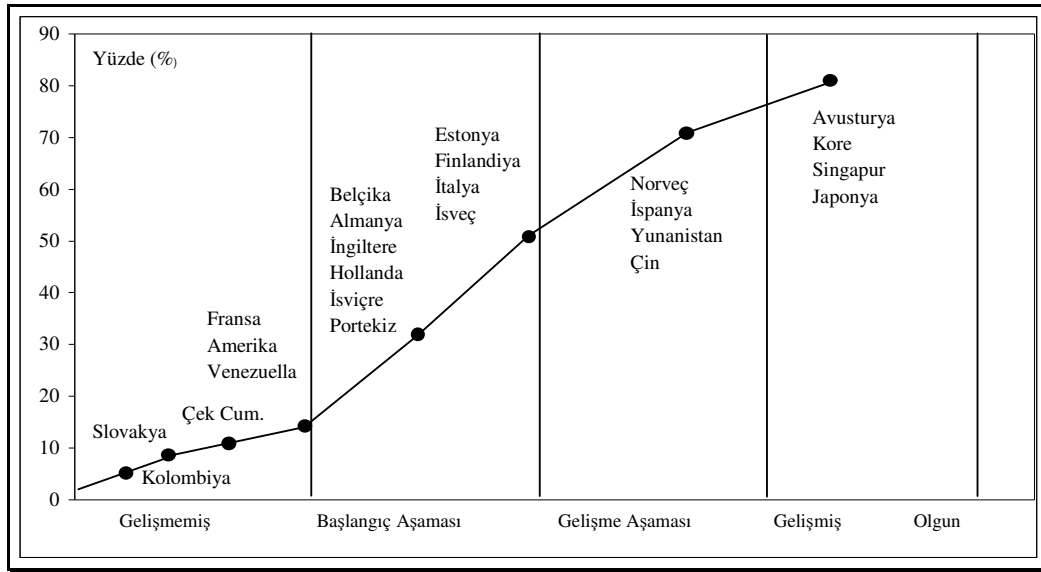 90
Yüzde (%)
80
70
60
50
40
30
20
10
0
Avusturya
Kore
Singapur
Japonya
Estonya
Finlandiya
İtalya
İsveç
Norveç
İspanya
Yunanistan
Çin
Belçika
Almanya
İngiltere
Hollanda
İsviçre
Portekiz
Fransa
Amerika
Venezuella
Çek Cum.
Slovakya
Kolombiya
Gelişmemiş
Başlangıç Aşaması
Gelişme Aşaması
Gelişmiş
Olgun